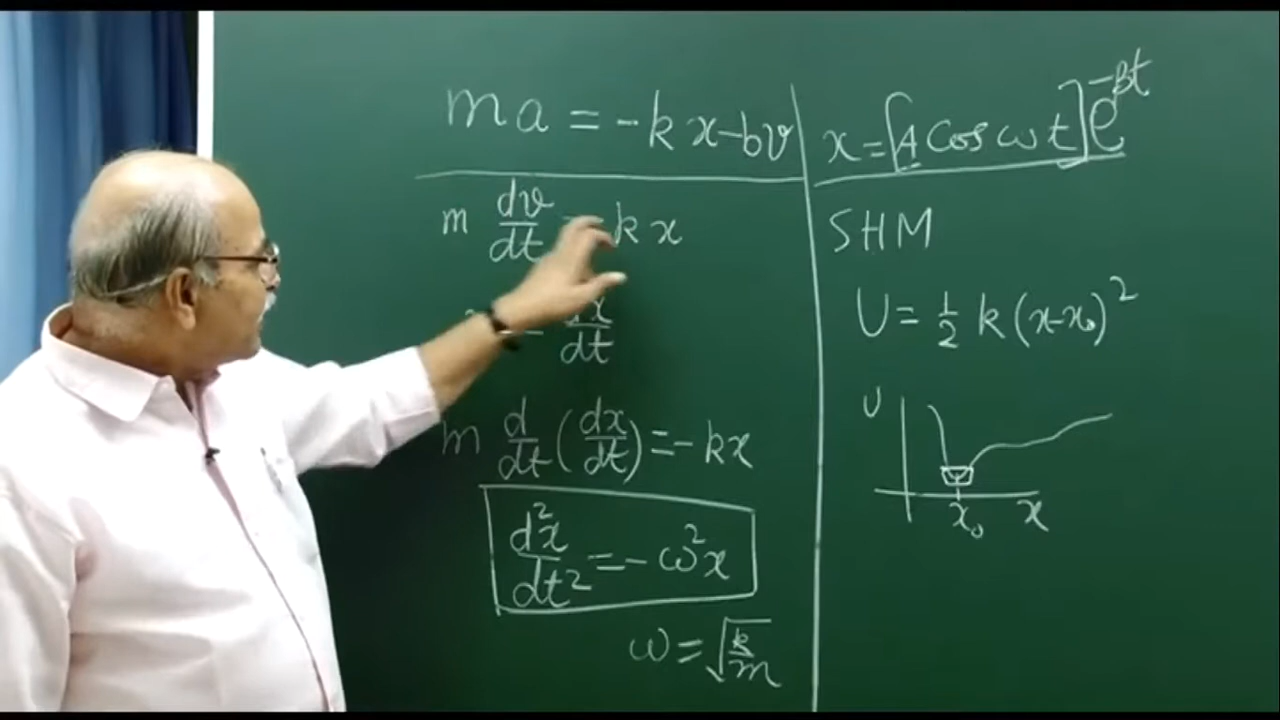 ma = -kx-bv
m dv/dt = kx
= dx/dt
m d/dt (dx/dt) = -kx
d²x/dt² = -ω²x
ω = √k/m
x = [A cos ωt] e^-βt
SHM
U = 1/2 k(x-x₀)²
U
x₀ x